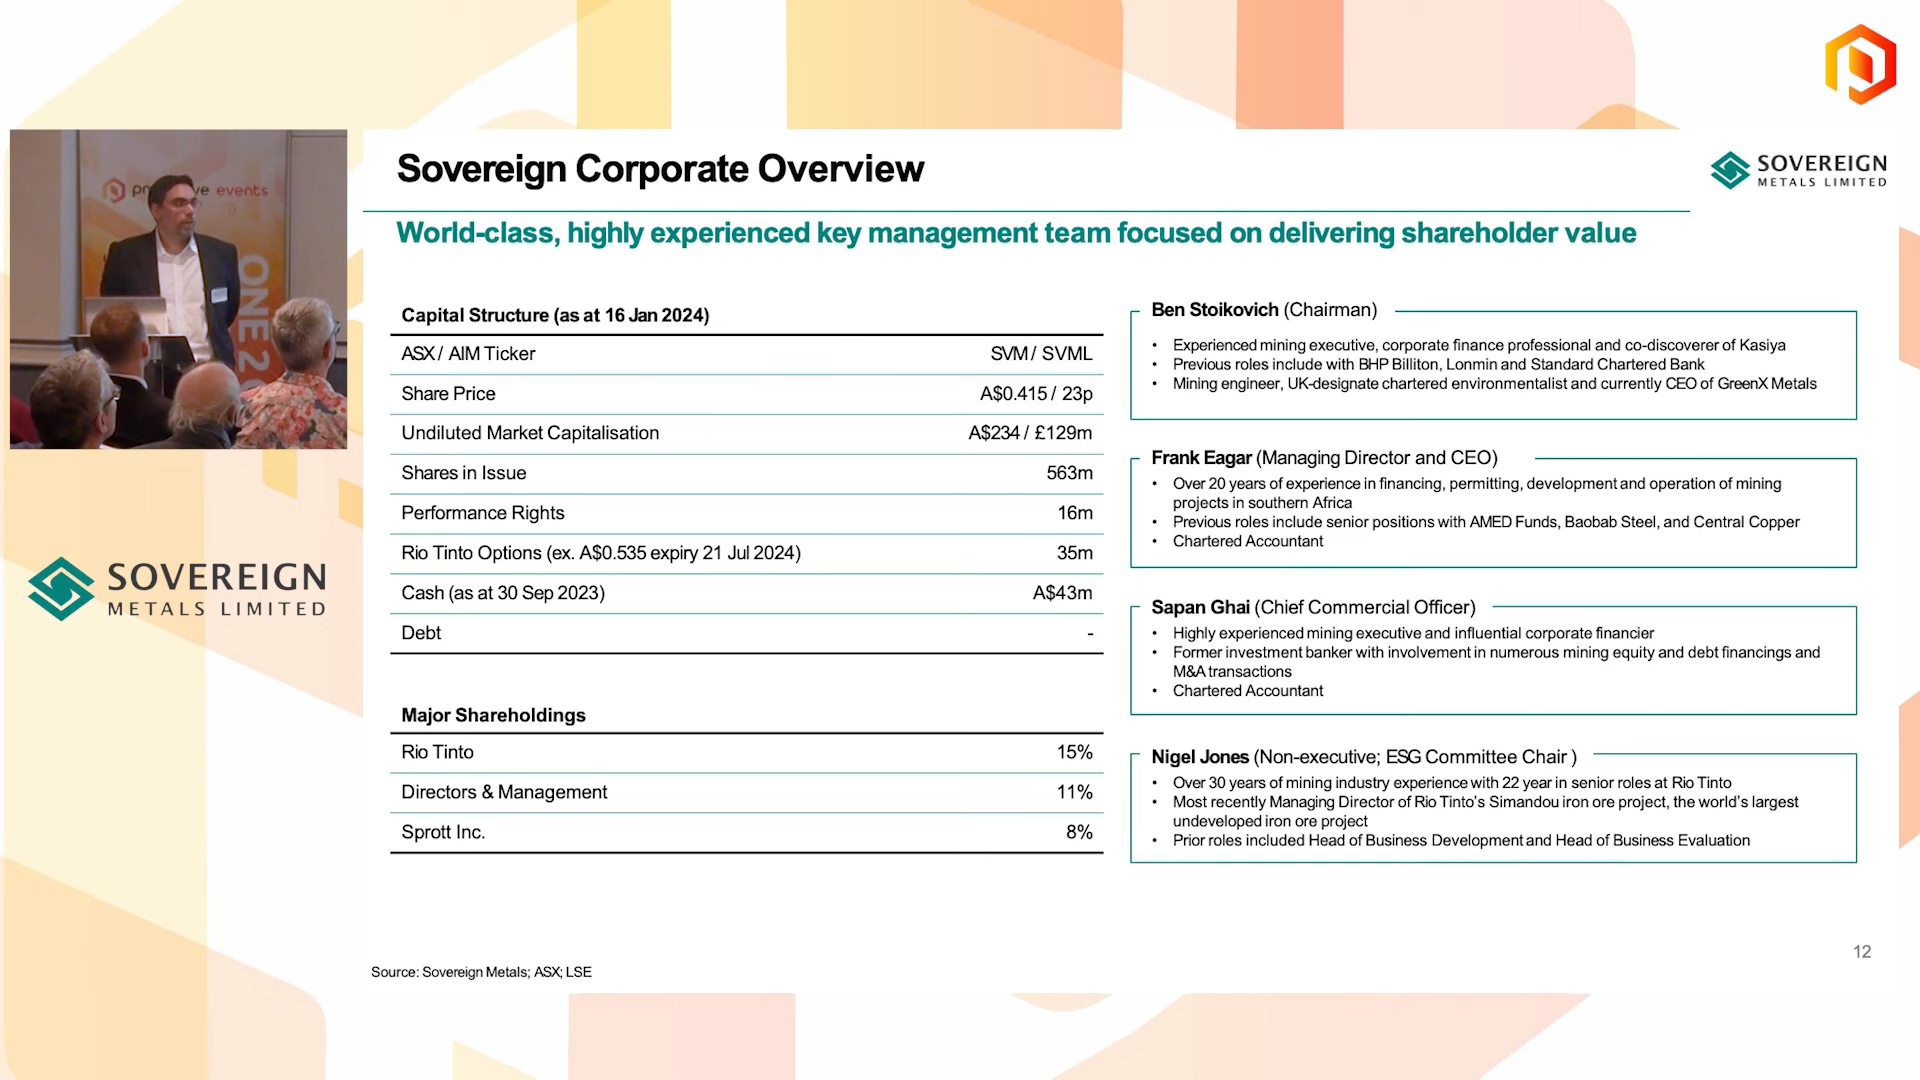 Sovereign Corporate Overview
SOVEREIGN
METALS LIMITED
World-class, highly experienced key management team focused on delivering shareholder value
events
ONE2
SOVEREIGN
METALS LIMITED
Capital Structure (as at 16 Jan 2024)
ASX / AIM Ticker SVM / SVML
Share Price A$0.415 / 23p
Undiluted Market Capitalisation A$234 / £129m
Shares in Issue 563m
Performance Rights 16m
Rio Tinto Options (ex. A$0.535 expiry 21 Jul 2024) 35m
Cash (as at 30 Sep 2023) A$43m
Debt -
Major Shareholdings
Rio Tinto 15%
Directors & Management 11%
Sprott Inc. 8%
Ben Stoikovich (Chairman)
• Experienced mining executive, corporate finance professional and co-discoverer of Kasiya
• Previous roles include with BHP Billiton, Lonmin and Standard Chartered Bank
• Mining engineer, UK-designate chartered environmentalist and currently CEO of GreenX Metals
Frank Eagar (Managing Director and CEO)
• Over 20 years of experience in financing, permitting, development and operation of mining
projects in southern Africa
• Previous roles include senior positions with AMED Funds, Baobab Steel, and Central Copper
• Chartered Accountant
Sapan Ghai (Chief Commercial Officer)
• Highly experienced mining executive and influential corporate financier
• Former investment banker with involvement in numerous mining equity and debt financings and
M&A transactions
• Chartered Accountant
Nigel Jones (Non-executive; ESG Committee Chair )
• Over 30 years of mining industry experience with 22 year in senior roles at Rio Tinto
• Most recently Managing Director of Rio Tinto's Simandou iron ore project, the world's largest
undeveloped iron ore project
• Prior roles included Head of Business Development and Head of Business Evaluation
12
Source: Sovereign Metals; ASX; LSE